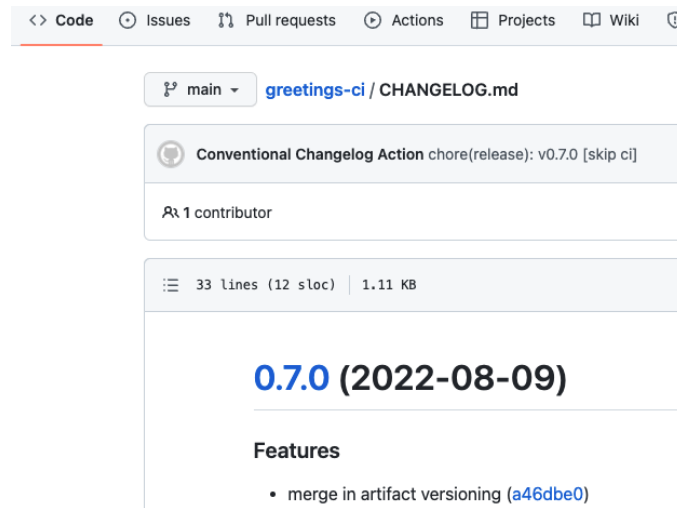 <> Code Issues Pull requests Actions Projects Wiki
main greetings-ci / CHANGELOG.md
Conventional Changelog Action chore(release): v0.7.0 [skip ci]
1 contributor
33 lines (12 sloc) 1.11 KB
0.7.0 (2022-08-09)
Features
• merge in artifact versioning (a46dbe0)